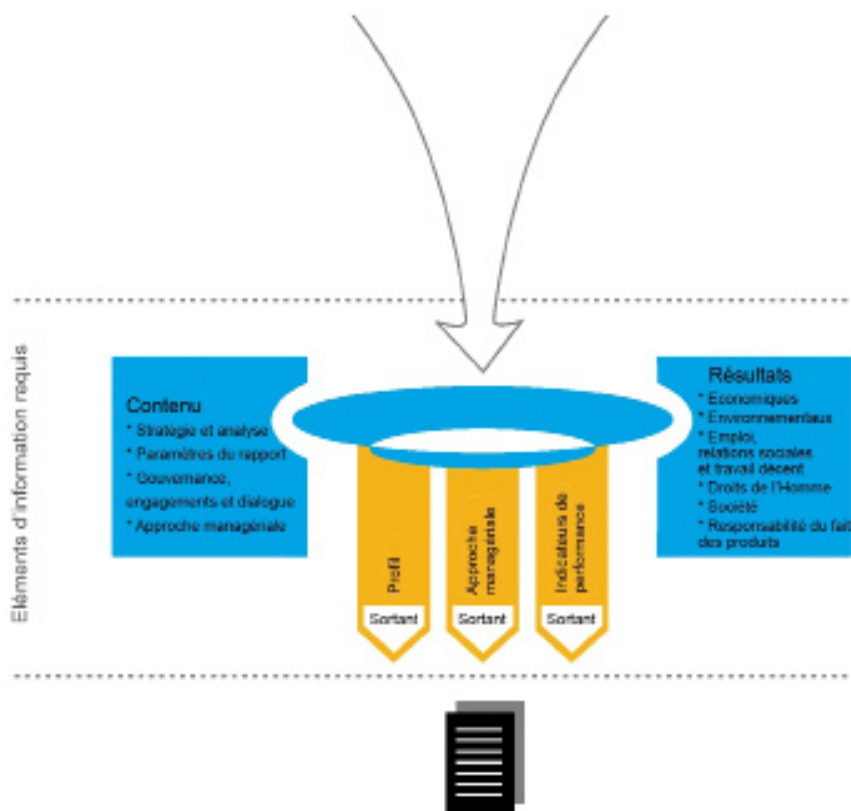 Eléments d'information requis
Contenu
* Stratégie et analyse
* Paramètres du rapport
* Gouvernance,
engagements et dialogue
* Approche managériale
Profil
Sortant
Approche
managériale
Sortant
Indicateurs de
performance
Sortant
Résultats
* Economiques
* Environnementaux
* Emploi,
relations sociales
et travail décent
* Droits de l'Homme
* Société
* Responsabilité du fait
des produits